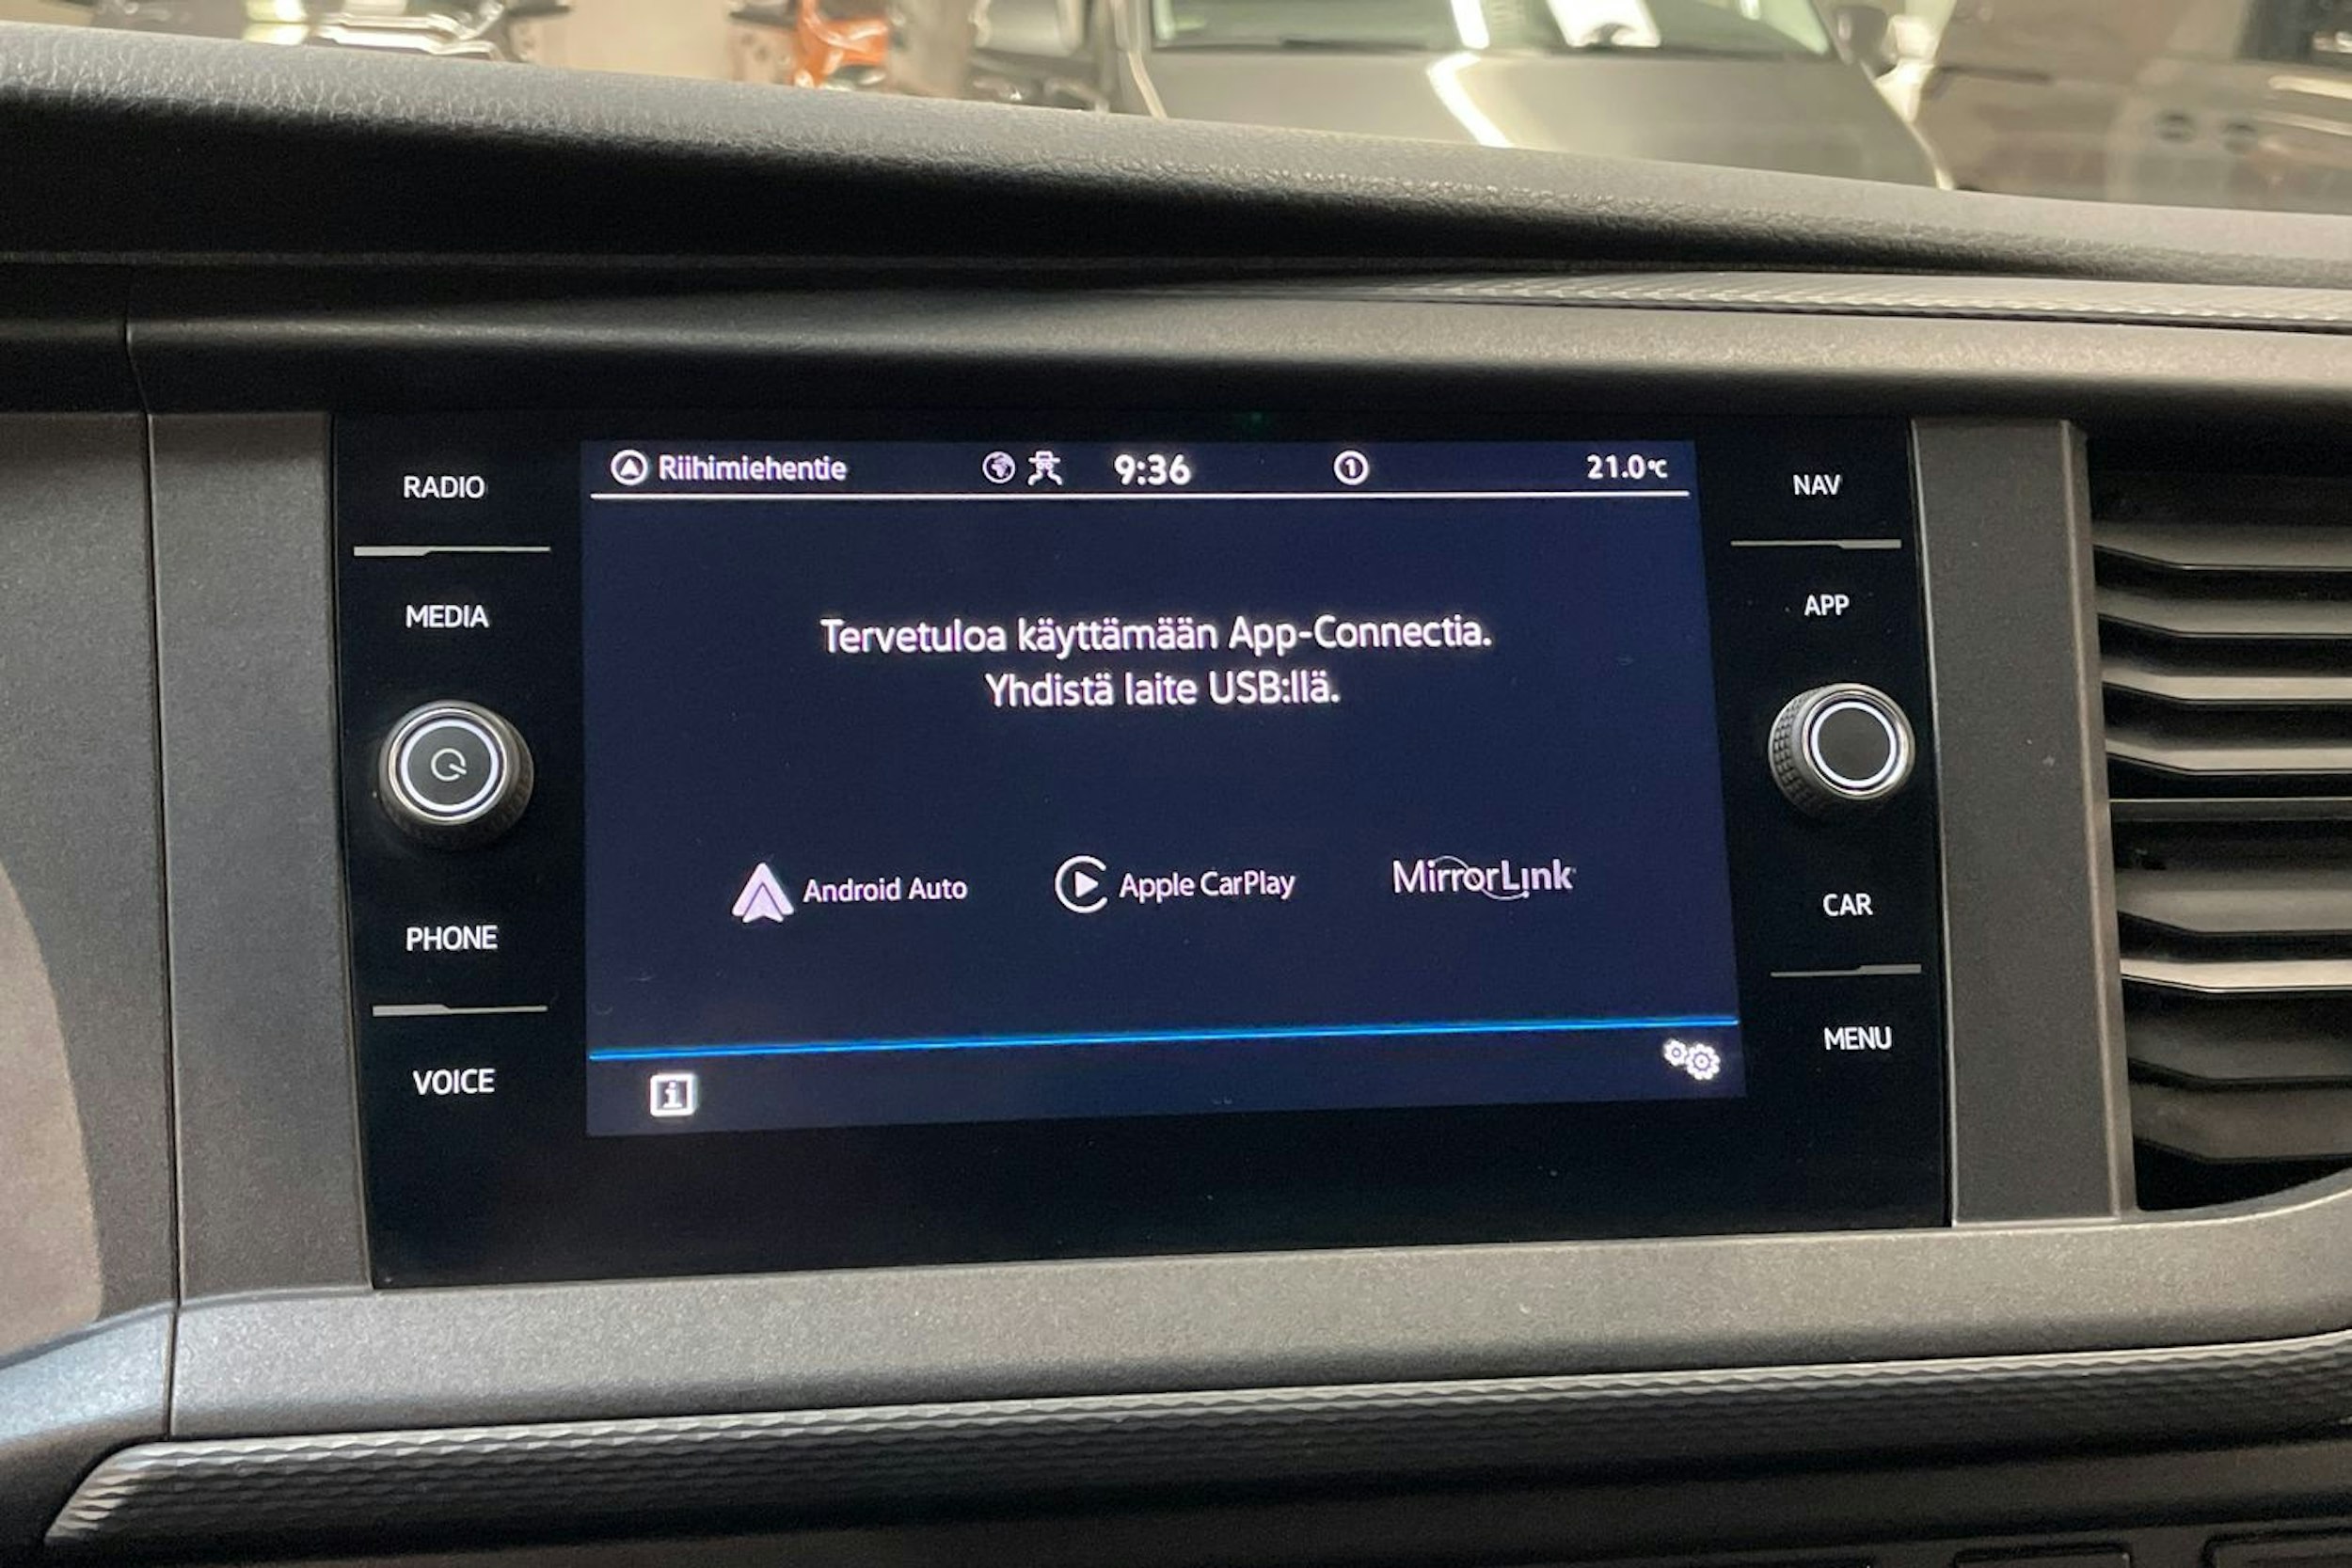 Riihimiehentie 9:36 1 21.0°C
RADIO
MEDIA
PHONE
VOICE
Tervetuloa käyttämään App-Connectia.
Yhdistä laite USB:llä.
Android Auto Apple CarPlay MirrorLink
i
NAV
APP
CAR
MENU